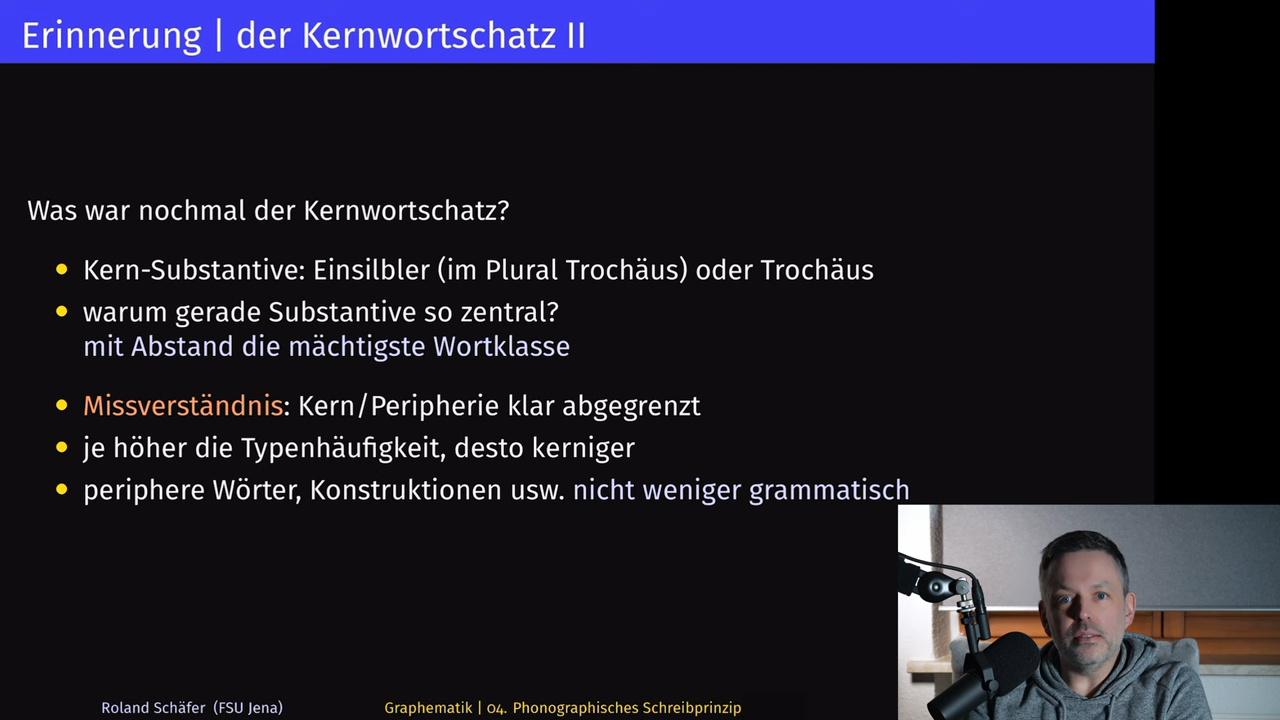 Erinnerung | der Kernwortschatz II
Was war nochmal der Kernwortschatz?
• Kern-Substantive: Einsilbler (im Plural Trochäus) oder Trochäus
• warum gerade Substantive so zentral?
mit Abstand die mächtigste Wortklasse
• Missverständnis: Kern/Peripherie klar abgegrenzt
• je höher die Typenhäufigkeit, desto kerniger
• periphere Wörter, Konstruktionen usw. nicht weniger grammatisch
Roland Schäfer (FSU Jena)
Graphematik | 04. Phonographisches Schreibprinzip